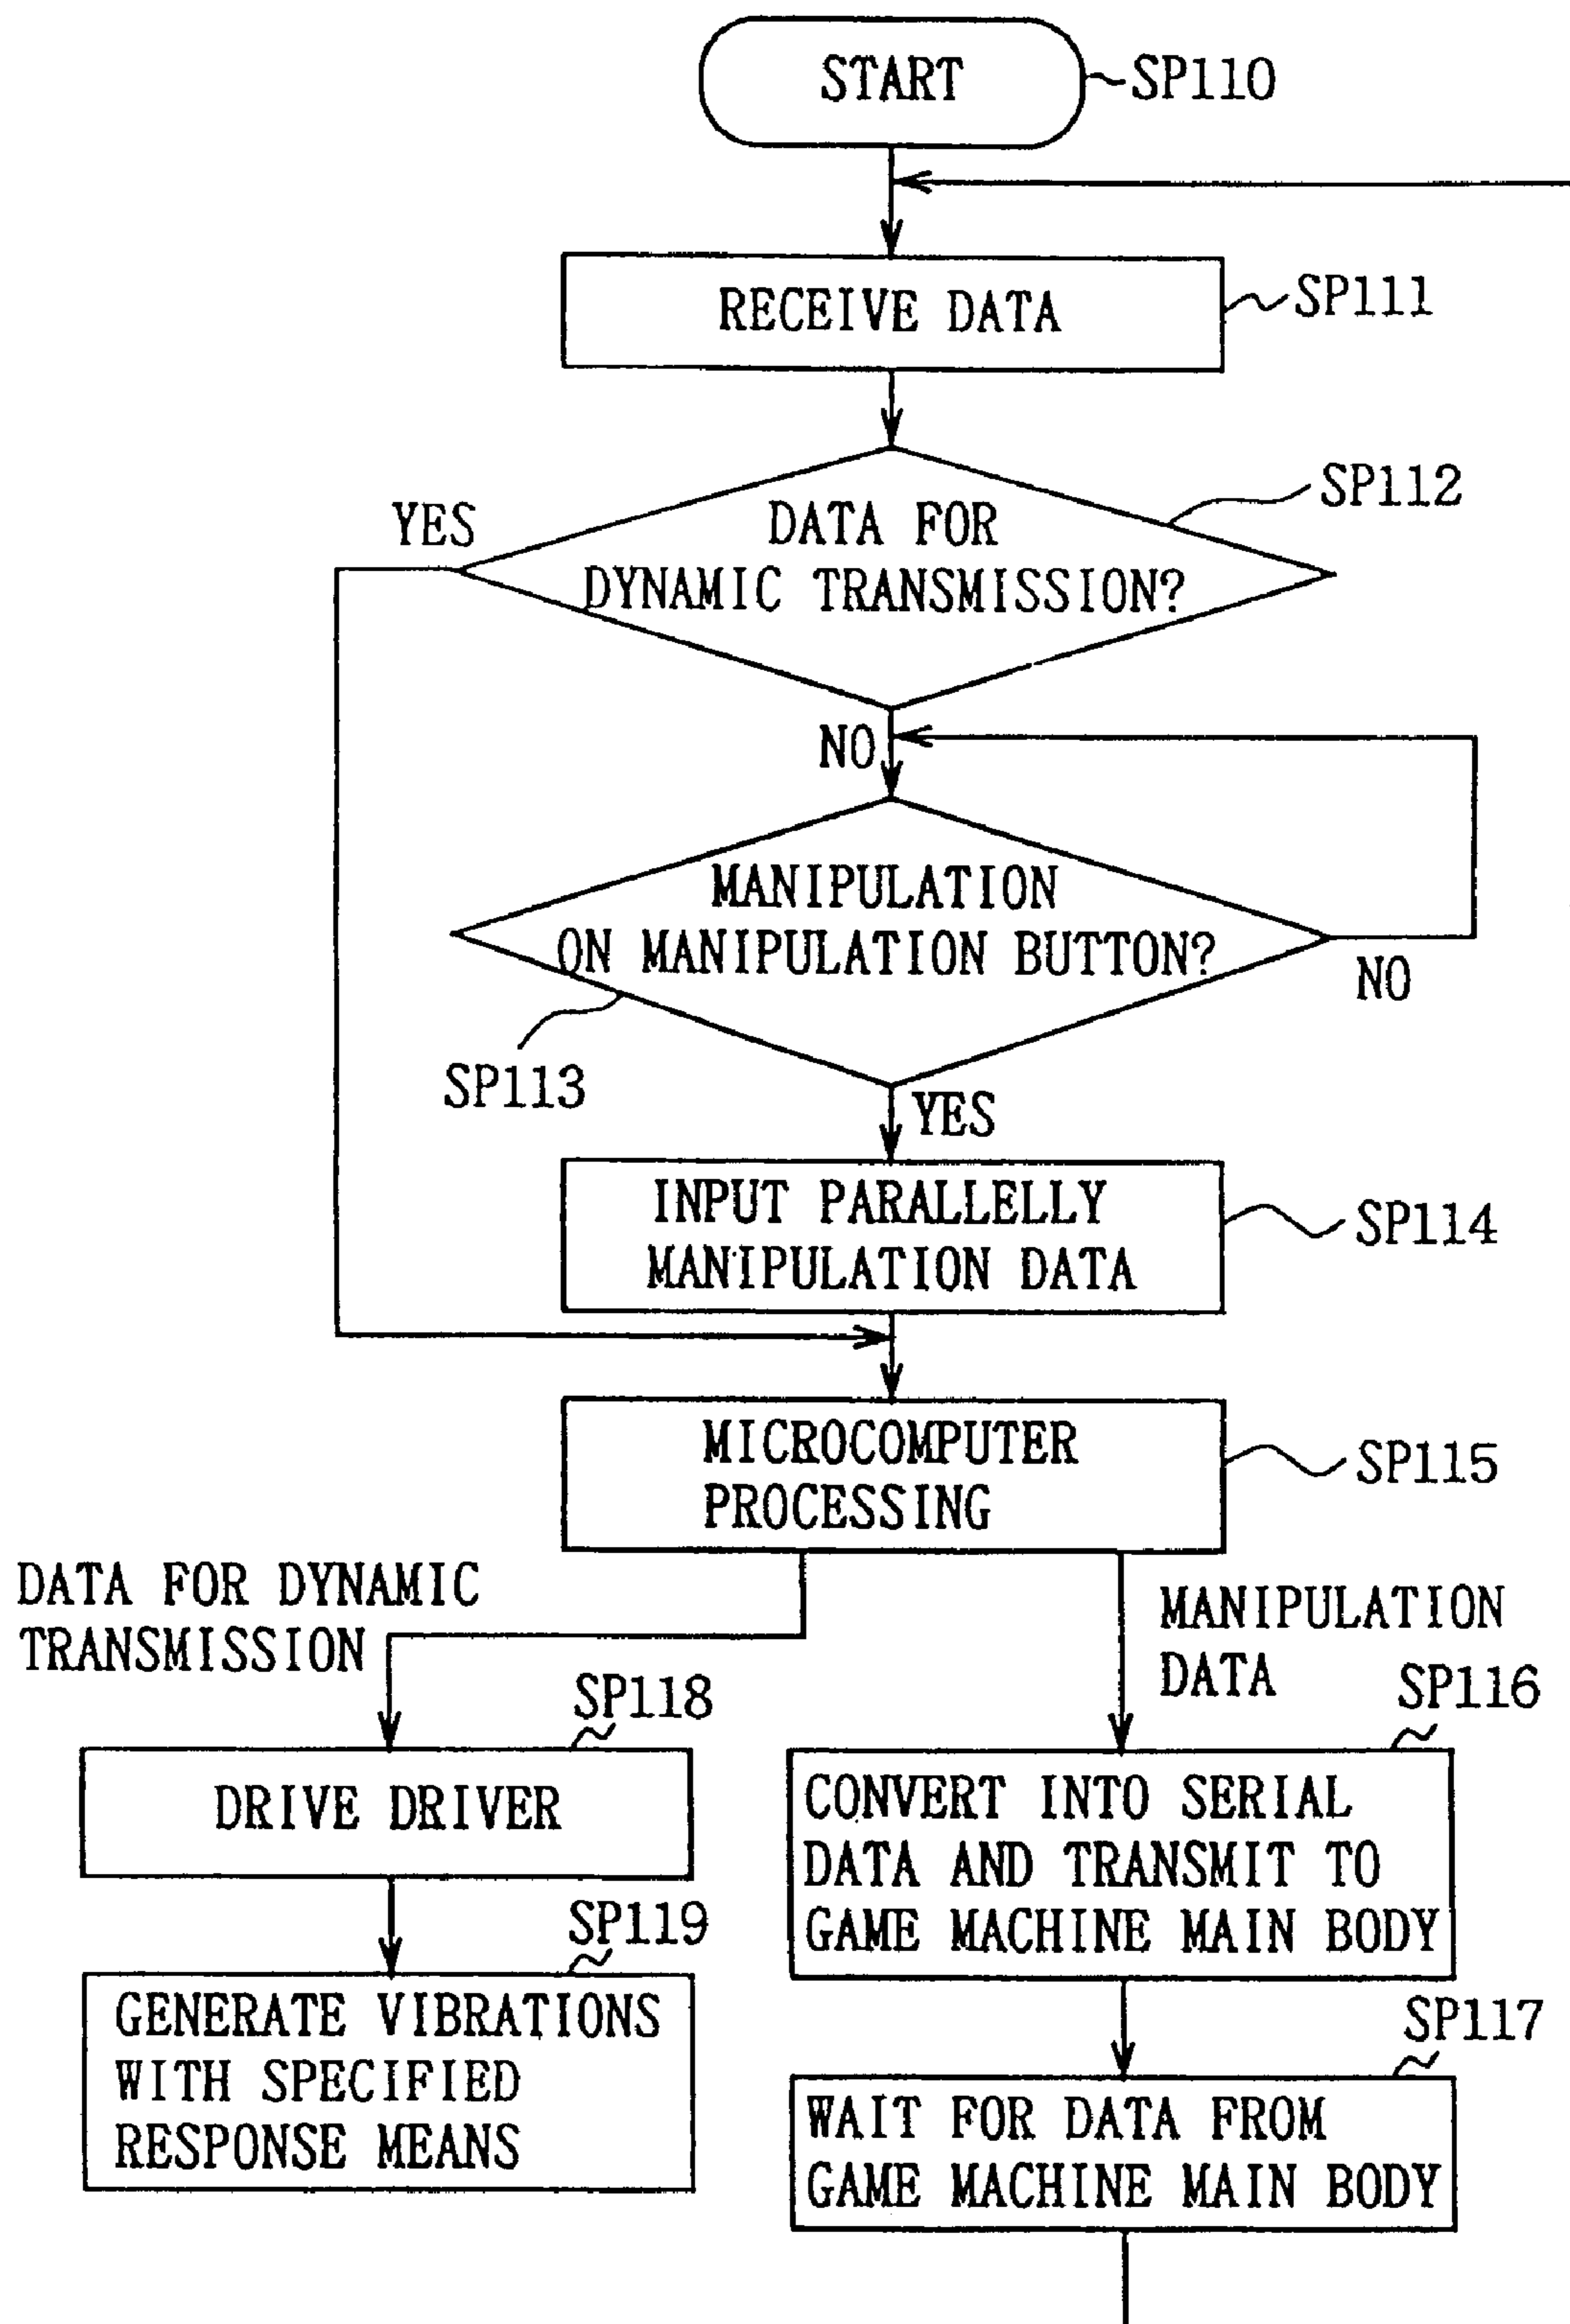 START
SP110
RECEIVE DATA
SP111
SP112
YES
DATA FOR
DYNAMIC TRANSMISSION?
NO
MANIPULATION
ON MANIPULATION BUTTON?
NO
SP113
YES
INPUT PARALLELLY
MANIPULATION DATA
SP114
MICROCOMPUTER
PROCESSING
SP115
DATA FOR DYNAMIC
TRANSMISSION
MANIPULATION
DATA
SP118
SP116
DRIVE DRIVER
CONVERT INTO SERIAL
DATA AND TRANSMIT TO
GAME MACHINE MAIN BODY
SP119
GENERATE VIBRATIONS
WITH SPECIFIED
RESPONSE MEANS
SP117
WAIT FOR DATA FROM
GAME MACHINE MAIN BODY